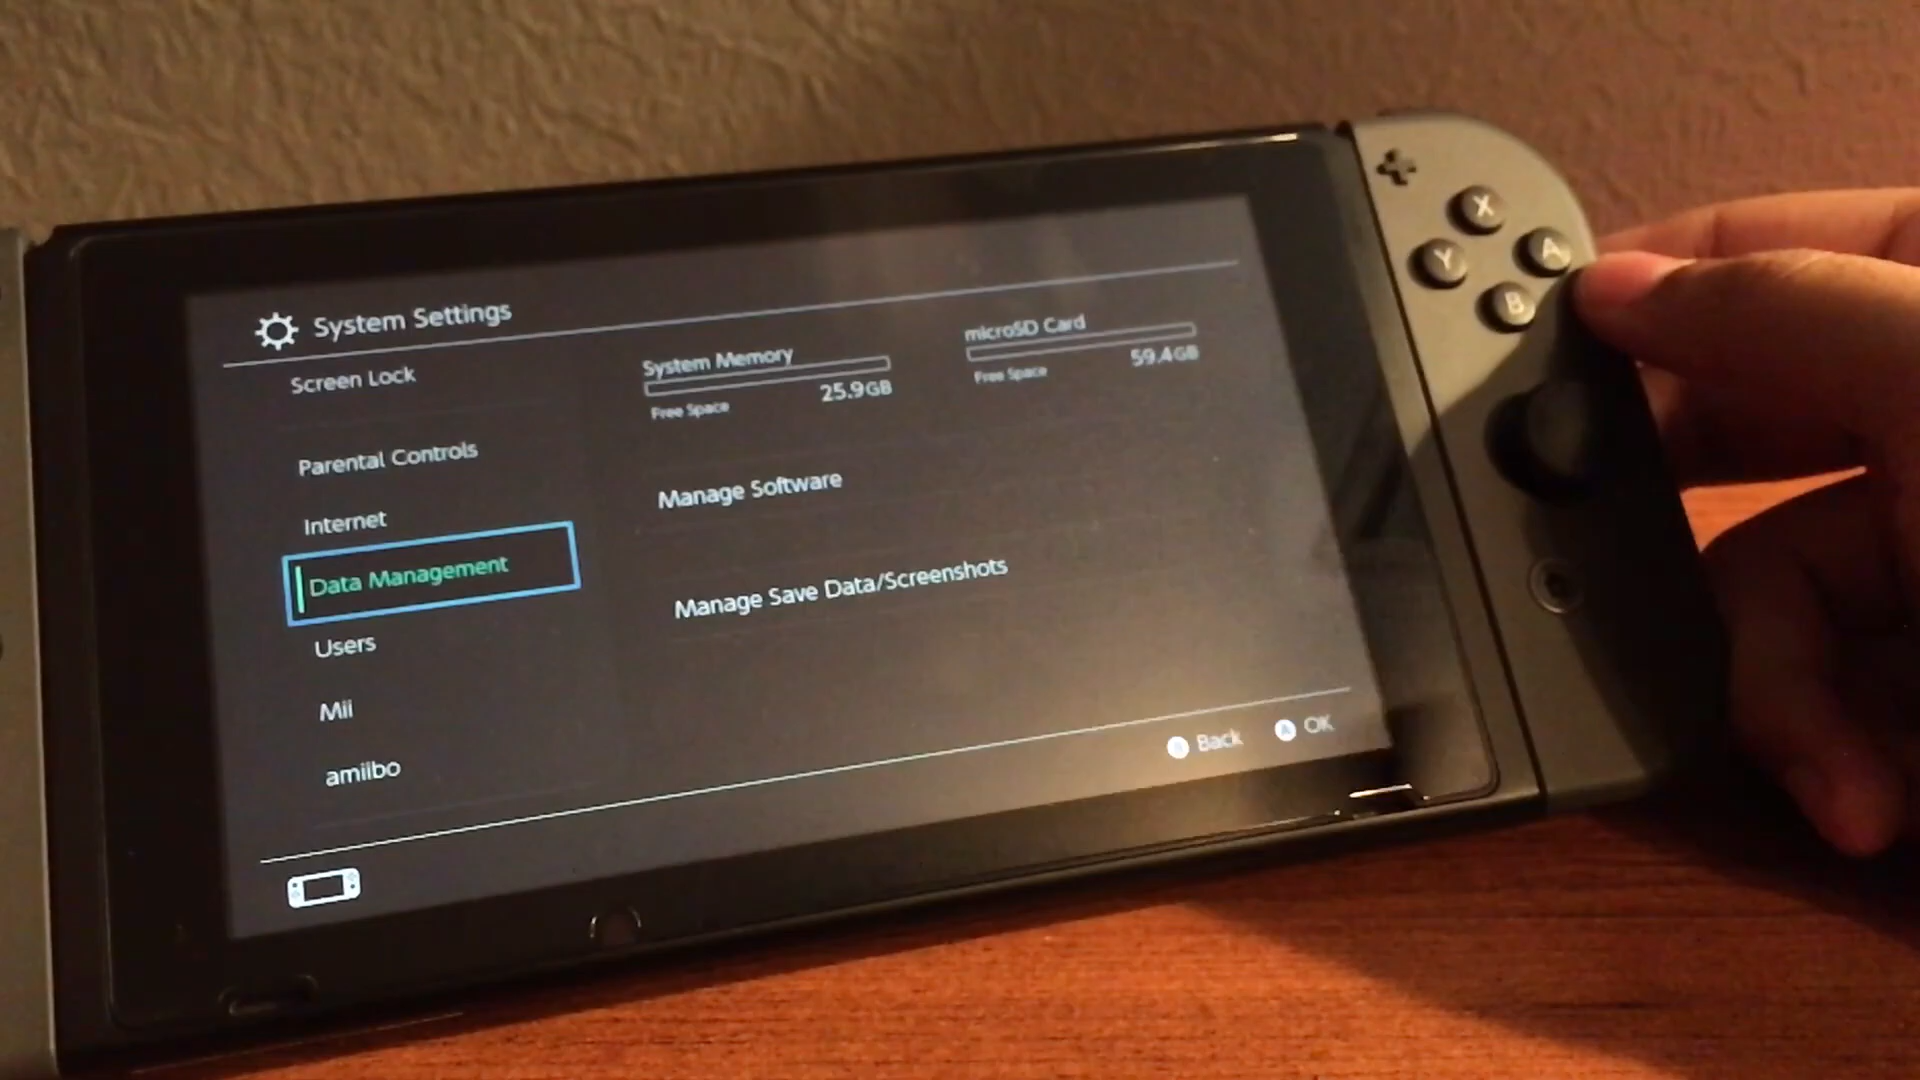 System Settings
Screen Lock
Parental Controls
Internet
Data Management
Users
Mii
amiibo
System Memory
Free Space 25.9GB
microSD Card
Free Space 59.4GB
Manage Software
Manage Save Data/Screenshots
B Back A OK
X
Y
A
B